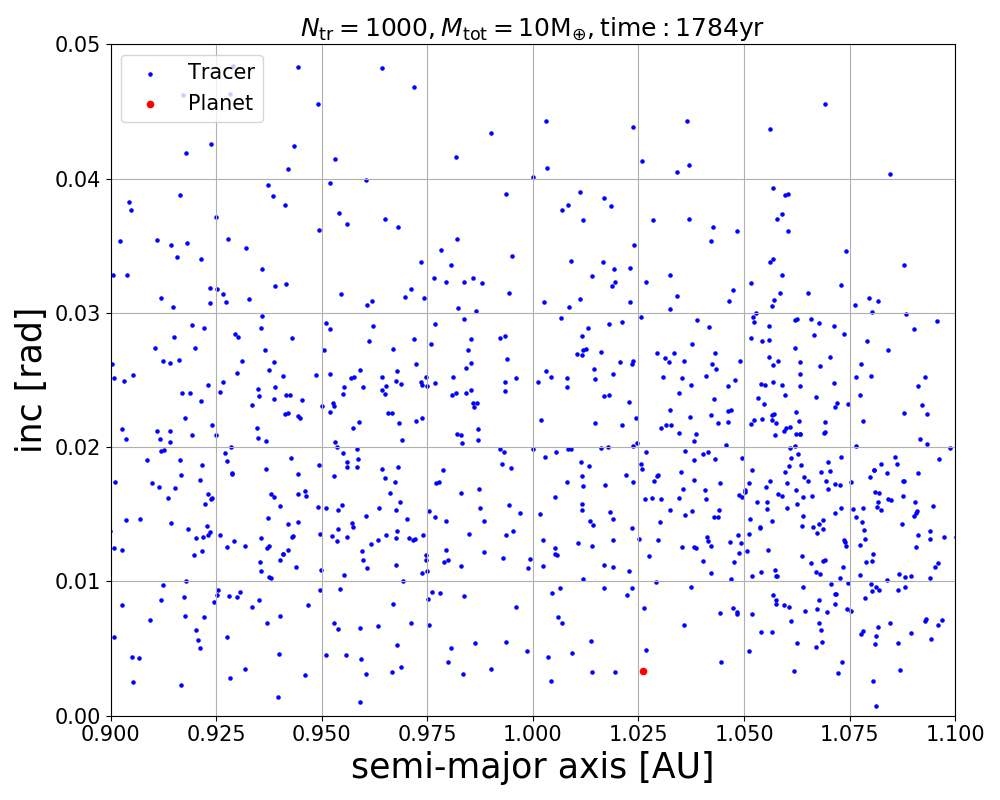 N_tr = 1000, M_tot = 10M_⊕, time : 1784yr
Tracer
Planet
0.05
0.04
0.03
0.02
0.01
0.00
inc [rad]
0.900 0.925 0.950 0.975 1.000 1.025 1.050 1.075 1.100
semi-major axis [AU]